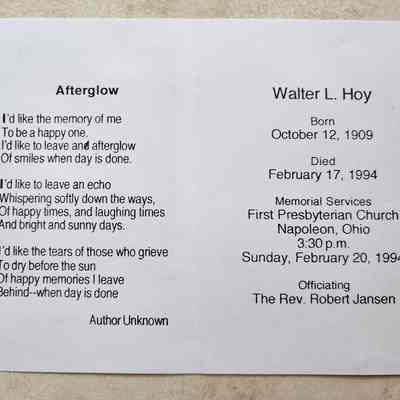 Afterglow
I'd like the memory of me
To be a happy one.
I'd like to leave and afterglow
Of smiles when day is done.
I'd like to leave an echo
Whispering softly down the ways,
Of happy times, and laughing times
And bright and sunny days.
I'd like the tears of those who grieve
To dry before the sun
Of happy memories I leave
Behind--when day is done
Author Unknown
Walter L. Hoy
Born
October 12, 1909
Died
February 17, 1994
Memorial Services
First Presbyterian Church
Napoleon, Ohio
3:30 p.m.
Sunday, February 20, 1994
Officiating
The Rev. Robert Jansen